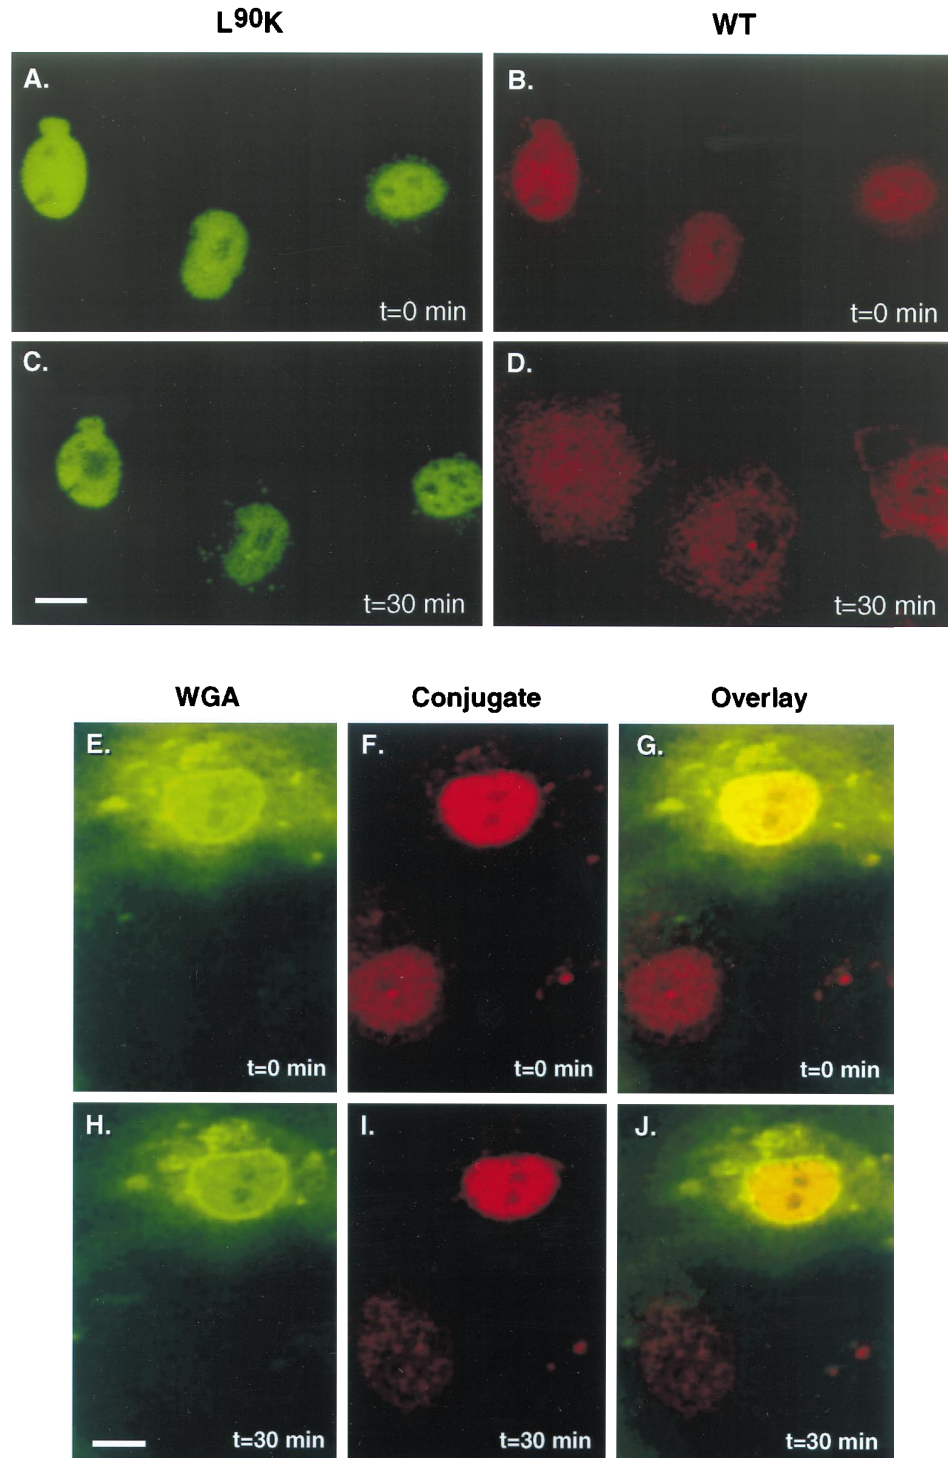 L90K WT
A. B.
t=0 min t=0 min
C. D.
t=30 min t=30 min
WGA Conjugate Overlay
E. F. G.
t=0 min t=0 min t=0 min
H. I. J.
t=30 min t=30 min t=30 min